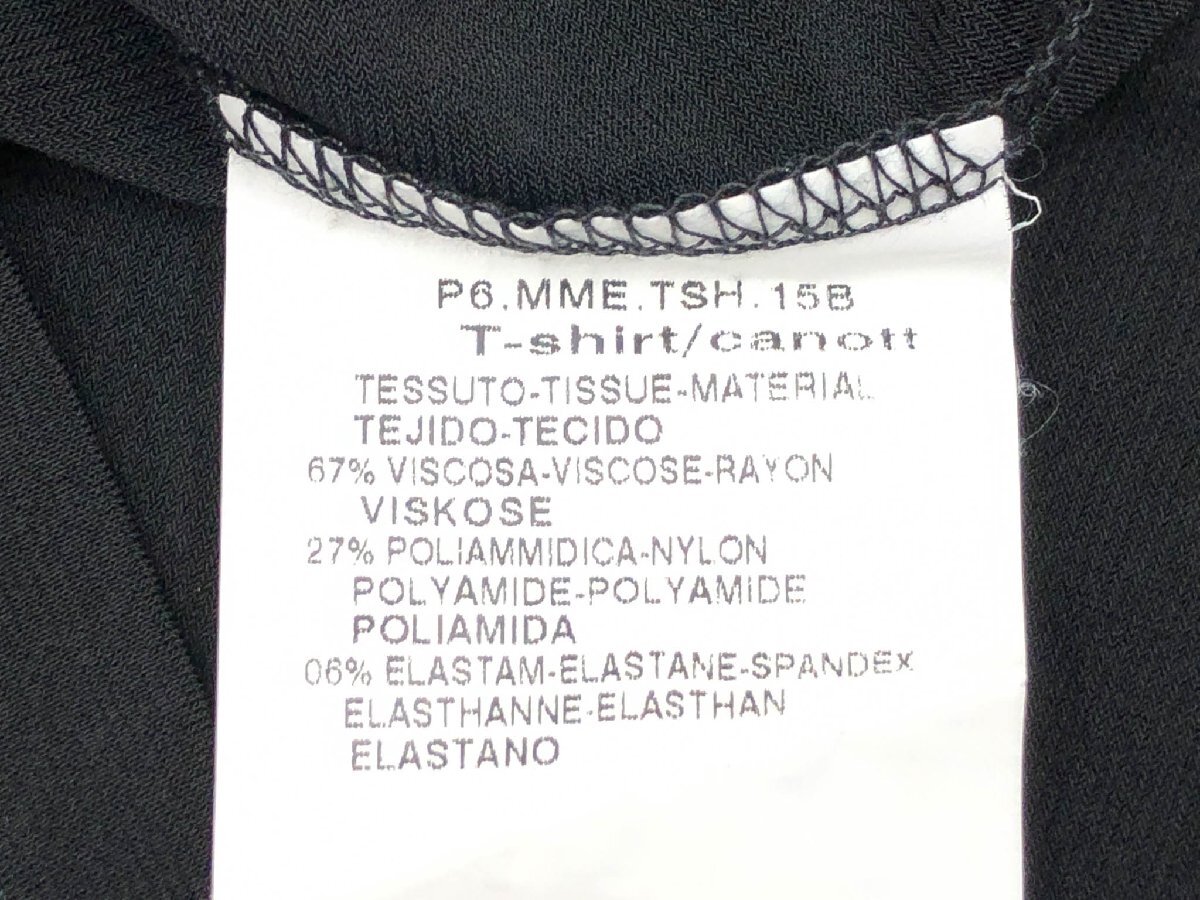 P6.MME.TSH.15B
T-shirt/canott
TESSUTO-TISSUE-MATERIAL
TEJIDO-TECIDO
67% VISCOSA-VISCOSE-RAYON
VISKOSE
27% POLIAMMIDICA-NYLON
POLYAMIDE-POLYAMIDE
POLIAMIDA
06% ELASTAM-ELASTANE-SPANDEX
ELASTHANNE-ELASTHAN
ELASTANO